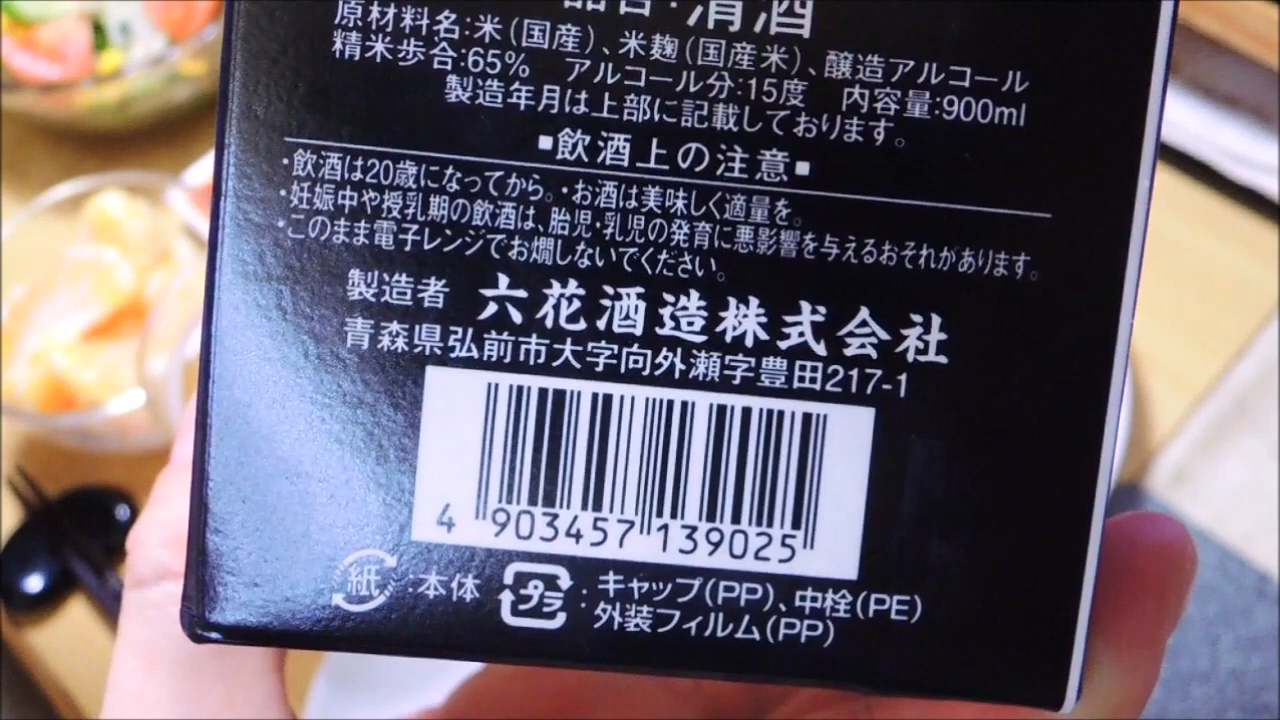 品目:清酒
原材料名:米(国産)、米麹(国産米)、醸造アルコール
精米歩合:65% アルコール分:15度 内容量:900ml
製造年月は上部に記載しております。
▪飲酒上の注意▪
・飲酒は20歳になってから。・お酒は美味しく適量を。
・妊娠中や授乳期の飲酒は、胎児・乳児の発育に悪影響を与えるおそれがあります。
・このまま電子レンジでお燗しないでください。
製造者 六花酒造株式会社
青森県弘前市大字向外瀬字豊田217-1
4 903457 139025
紙:本体 プラ:キャップ(PP)、中栓(PE)
外装フィルム(PP)